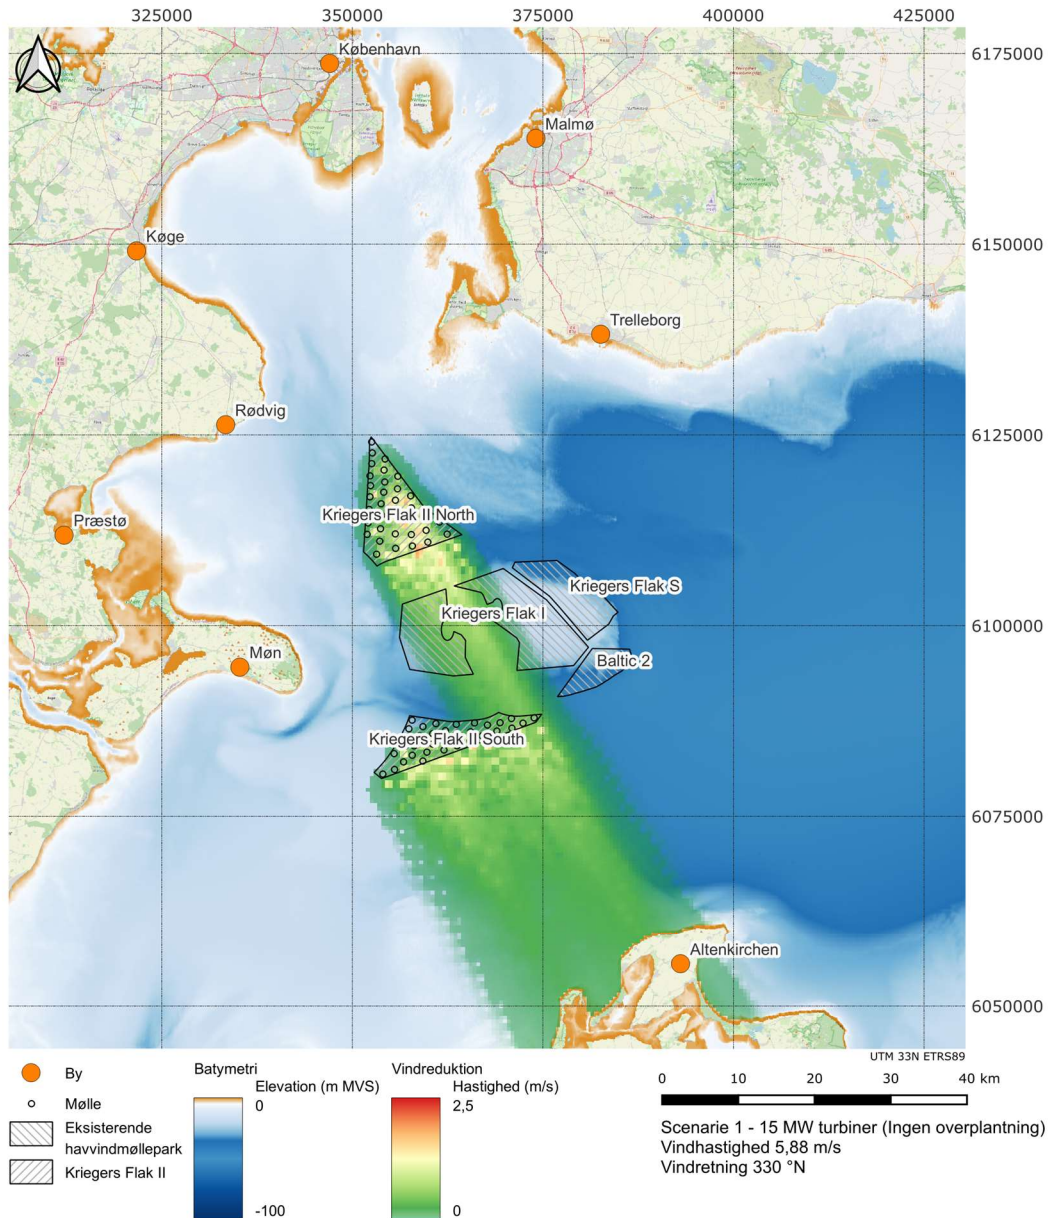 325000 350000 375000 400000 425000
6175000
København
Malmø
6150000
Køge
Trelleborg
Rødvig
6125000
Kriegers Flak II North
Præstø
Kriegers Flak S
Kriegers Flak I
6100000
Baltic 2
Møn
Kriegers Flak II South
6075000
Altenkirchen
6050000
UTM 33N ETRS89
By
Mølle
Eksisterende
havvindmøllepark
Kriegers Flak II
Batymetri
Elevation (m MVS)
0
-100
Vindreduktion
Hastighed (m/s)
2,5
0
0 10 20 30 40 km
Scenarie 1 - 15 MW turbiner (Ingen overplantning)
Vindhastighed 5,88 m/s
Vindretning 330 °N